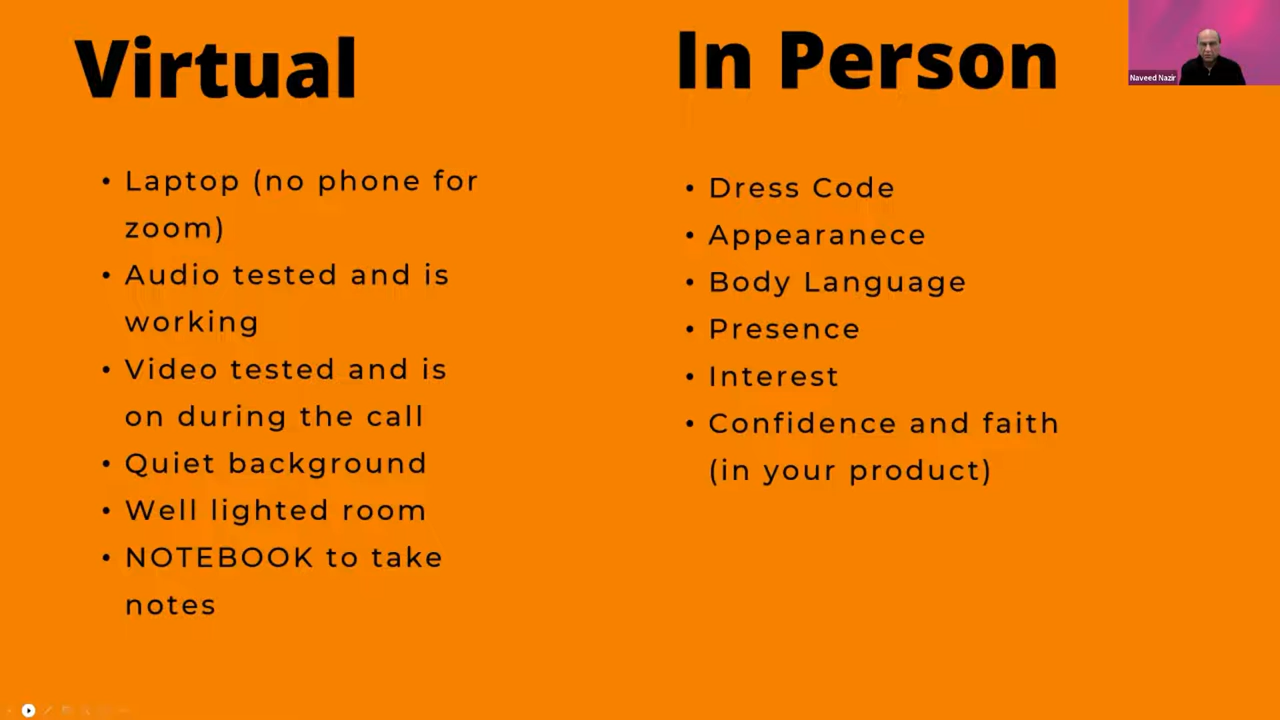 Virtual
• Laptop (no phone for
zoom)
• Audio tested and is
working
• Video tested and is
on during the call
• Quiet background
• Well lighted room
• NOTEBOOK to take
notes
In Person
• Dress Code
• Appearanece
• Body Language
• Presence
• Interest
• Confidence and faith
(in your product)
Naveed Nazir